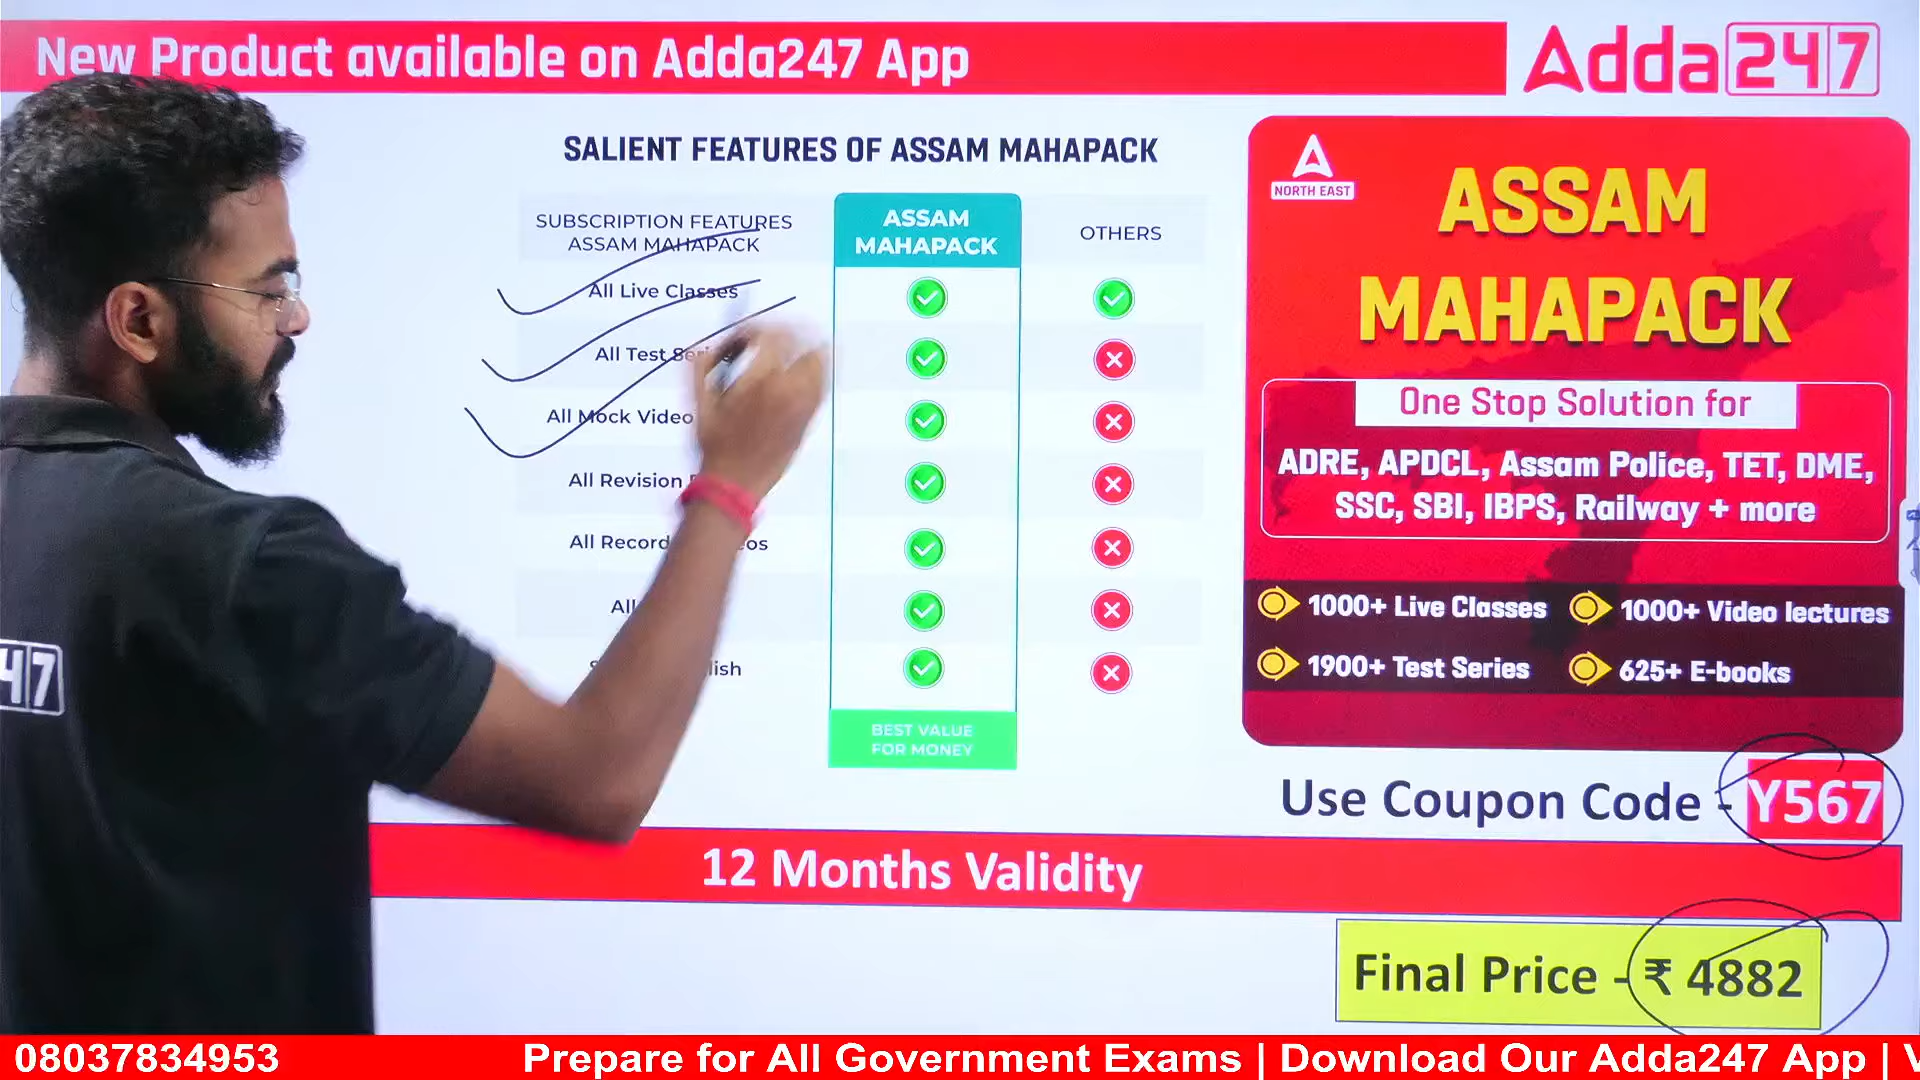 New Product available on Adda247 App
Adda247
SALIENT FEATURES OF ASSAM MAHAPACK
SUBSCRIPTION FEATURES
ASSAM MAHAPACK
ASSAM
MAHAPACK
OTHERS
All Live Classes
All Test
All Mock Video
All Revision
All
All
BEST VALUE
FOR MONEY
NORTH EAST
ASSAM
MAHAPACK
One Stop Solution for
ADRE, APDCL, Assam Police, TET, DME,
SSC, SBI, IBPS, Railway + more
1000+ Live Classes
1000+ Video lectures
1900+ Test Series
625+ E-books
Use Coupon Code - Y567
12 Months Validity
Final Price - ₹ 4882
47
08037834953
Prepare for All Government Exams | Download Our Adda247 App |